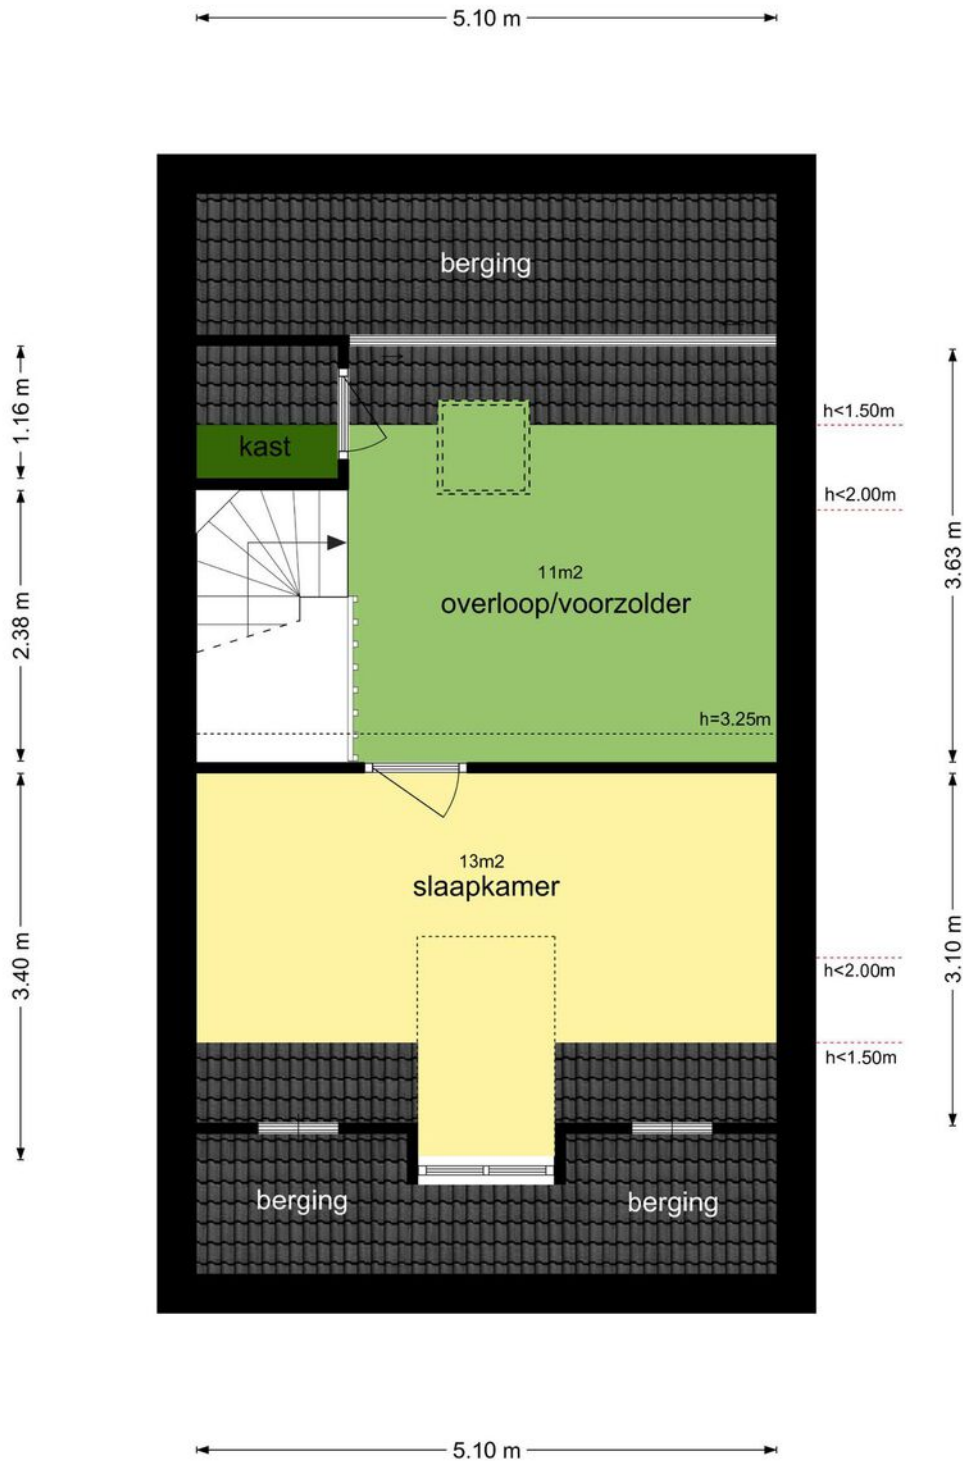 5.10 m
berging
1.16 m
h<1.50m
kast
h<2.00m
3.63 m
11m2
overloop/voorzolder
2.38 m
h=3.25m
13m2
slaapkamer
3.10 m
h<2.00m
3.40 m
h<1.50m
berging
berging
5.10 m